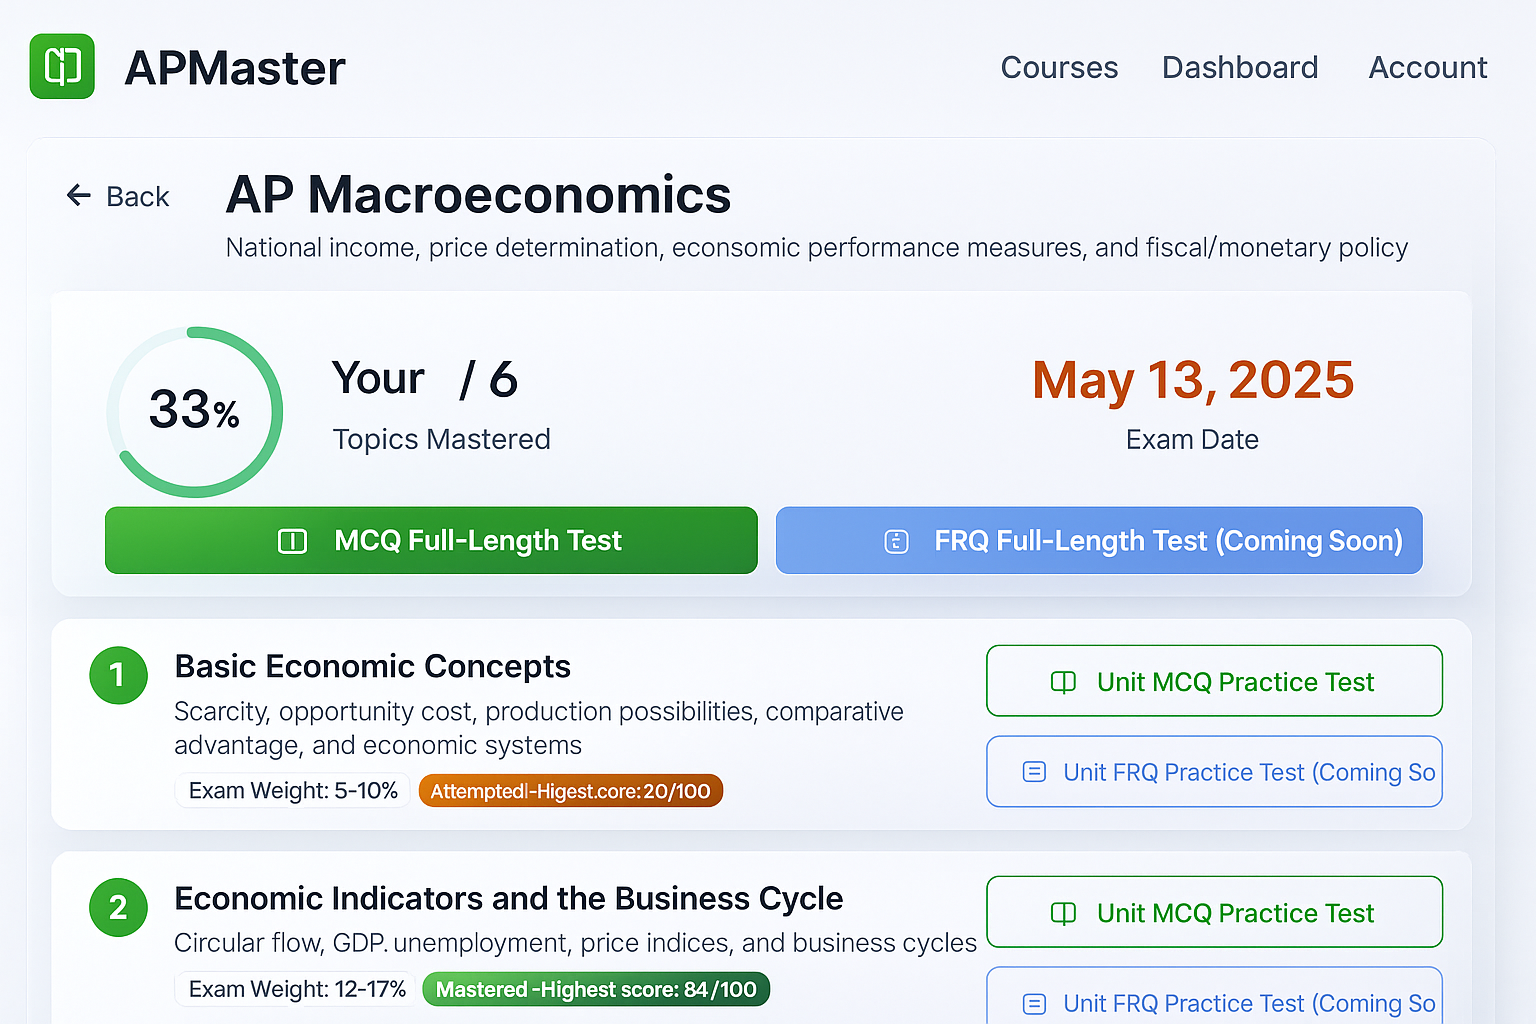 APMaster
Courses Dashboard Account
← Back
AP Macroeconomics
National income, price determination, econsomic performance measures, and fiscal/monetary policy
33%
Your / 6
Topics Mastered
May 13, 2025
Exam Date
MCQ Full-Length Test
FRQ Full-Length Test (Coming Soon)
1
Basic Economic Concepts
Scarcity, opportunity cost, production possibilities, comparative
advantage, and economic systems
Exam Weight: 5-10%
Attempted|-Higest.core: 20/100
Unit MCQ Practice Test
Unit FRQ Practice Test (Coming So
2
Economic Indicators and the Business Cycle
Circular flow, GDP. unemployment, price indices, and business cycles
Exam Weight: 12-17%
Mastered -Highest score: 84/100
Unit MCQ Practice Test
Unit FRQ Practice Test (Coming So